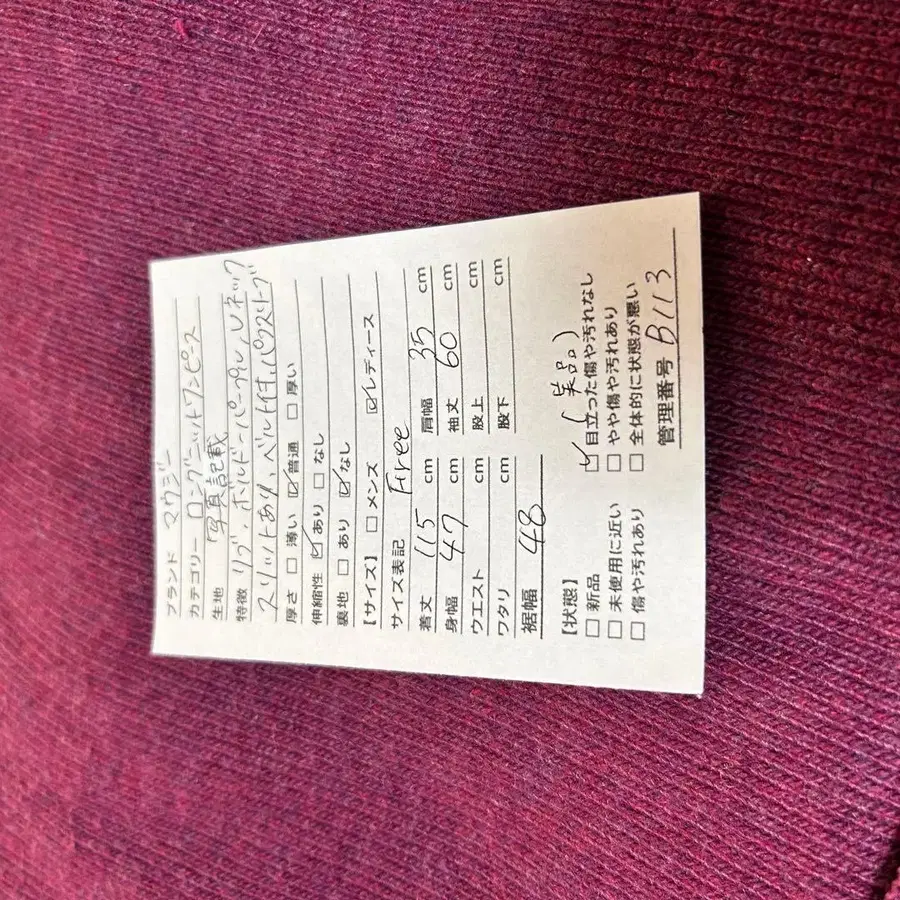 ブランド マウジー
カテゴリー ロングニットワンピース
生地 写真記載
特徴 リブ、ボルドーパープル、Vネック
スリットあり、ベルト付、パフストリブ
厚さ □ 薄い ☑ 普通 □ 厚い
伸縮性 ☑ あり □ なし
裏地 □ あり ☑ なし
【サイズ】 □ メンズ ☑ レディース
サイズ表記 Free
着丈 115 cm 肩幅 35 cm
身幅 47 cm 袖丈 60 cm
ウエスト cm 股上 cm
ワタリ cm 股下 cm
裾幅 48
【状態】 (美品)
□ 新品 ☑ 目立った傷や汚れなし
□ 未使用に近い □ やや傷や汚れあり
□ 傷や汚れあり □ 全体的に状態が悪い
管理番号 B113